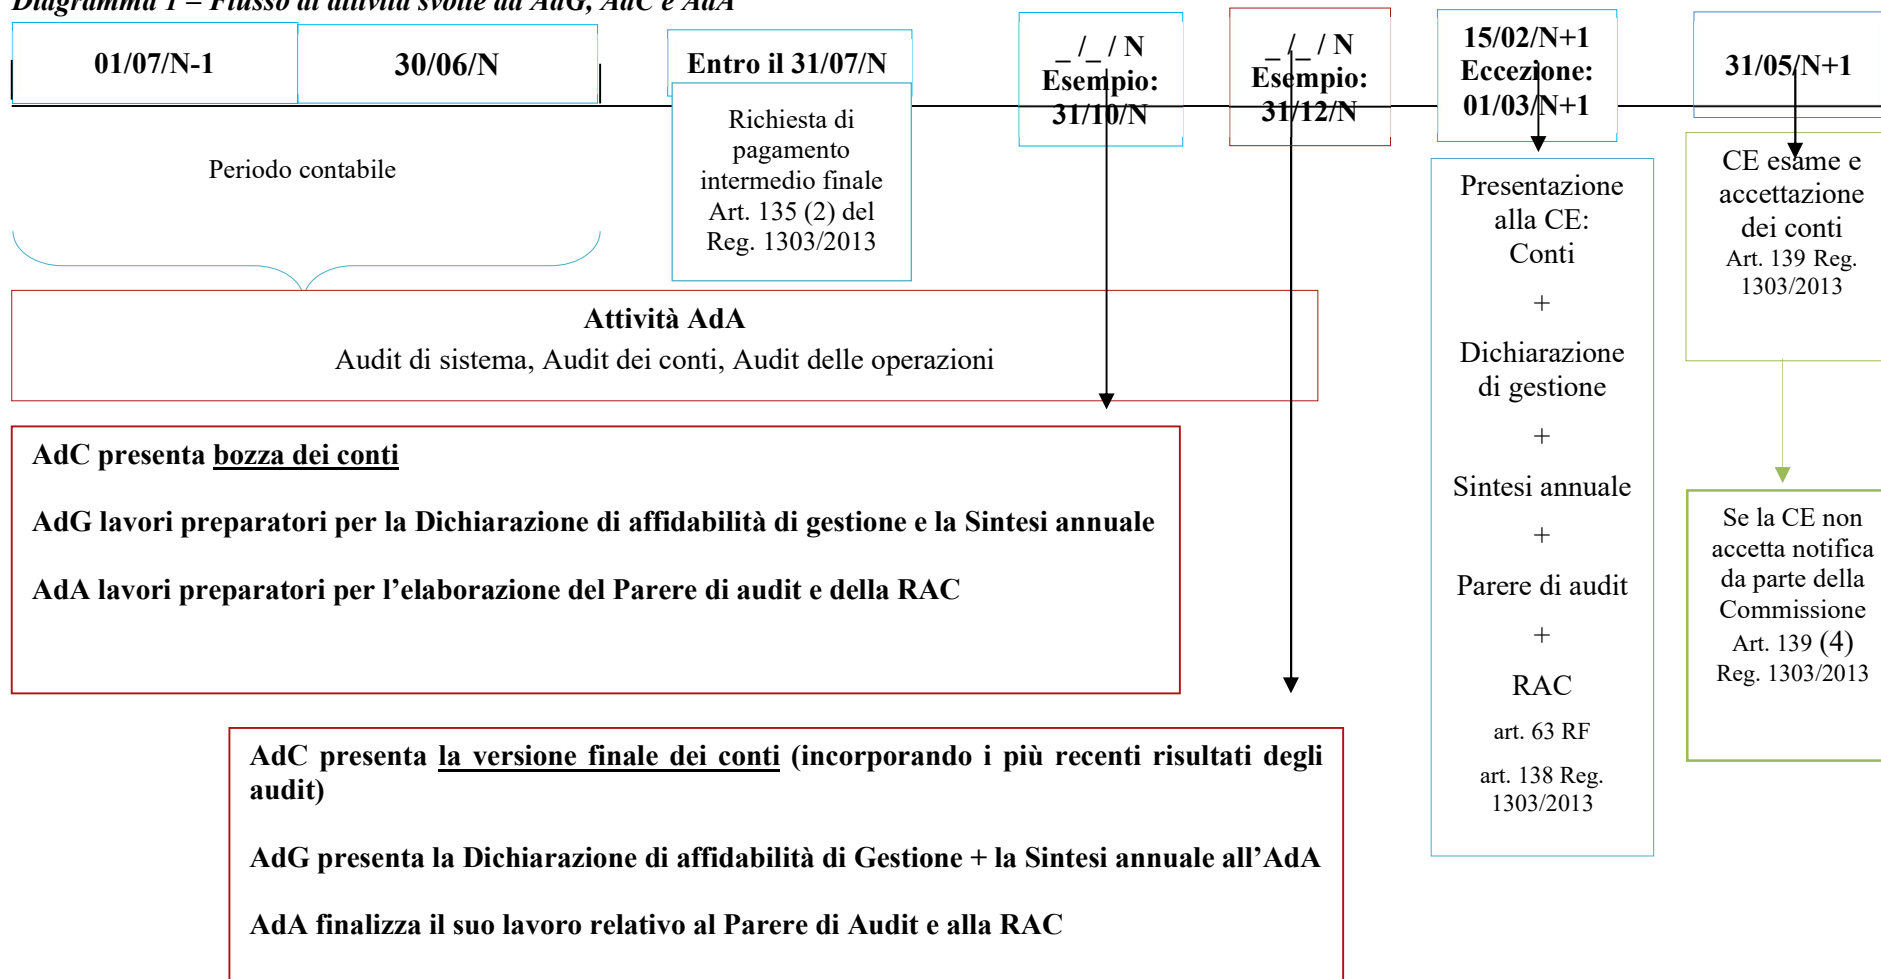 Diagramma 1 – Flusso di attività svolte da AdG, AdC e AdA
01/07/N-1
30/06/N
Entro il 31/07/N
_ /_ / N
Esempio:
31/10/N
_ /_ / N
Esempio:
31/12/N
15/02/N+1
Eccezione:
01/03/N+1
31/05/N+1
Periodo contabile
Richiesta di
pagamento
intermedio finale
Art. 135 (2) del
Reg. 1303/2013
Attività AdA
Audit di sistema, Audit dei conti, Audit delle operazioni
AdC presenta bozza dei conti
AdG lavori preparatori per la Dichiarazione di affidabilità di gestione e la Sintesi annuale
AdA lavori preparatori per l’elaborazione del Parere di audit e della RAC
AdC presenta la versione finale dei conti (incorporando i più recenti risultati degli
audit)
AdG presenta la Dichiarazione di affidabilità di Gestione + la Sintesi annuale all’AdA
AdA finalizza il suo lavoro relativo al Parere di Audit e alla RAC
Presentazione
alla CE:
Conti
+
Dichiarazione
di gestione
+
Sintesi annuale
+
Parere di audit
+
RAC
art. 63 RF
art. 138 Reg.
1303/2013
CE esame e
accettazione
dei conti
Art. 139 Reg.
1303/2013
Se la CE non
accetta notifica
da parte della
Commissione
Art. 139 (4)
Reg. 1303/2013